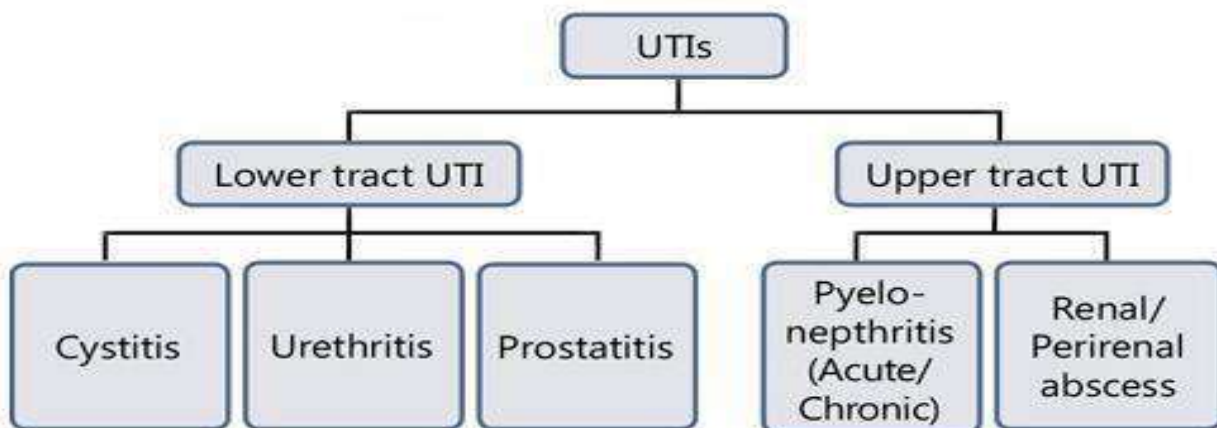 UTIs
Lower tract UTI
Upper tract UTI
Cystitis
Urethritis
Prostatitis
Pyelo-
nepthritis
(Acute/
Chronic)
Renal/
Perirenal
abscess